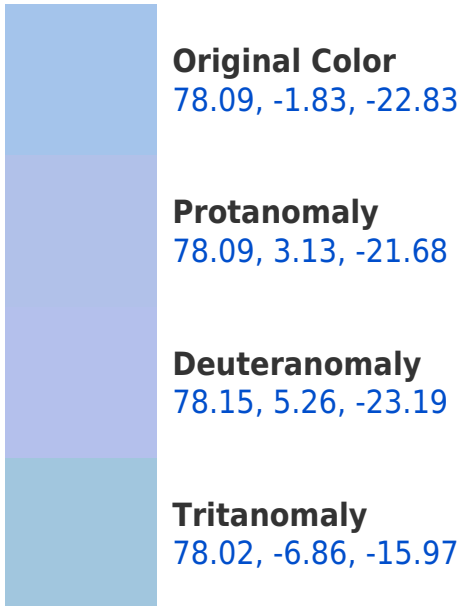 Original Color
78.09, -1.83, -22.83
Protanomaly
78.09, 3.13, -21.68
Deuteranomaly
78.15, 5.26, -23.19
Tritanomaly
78.02, -6.86, -15.97